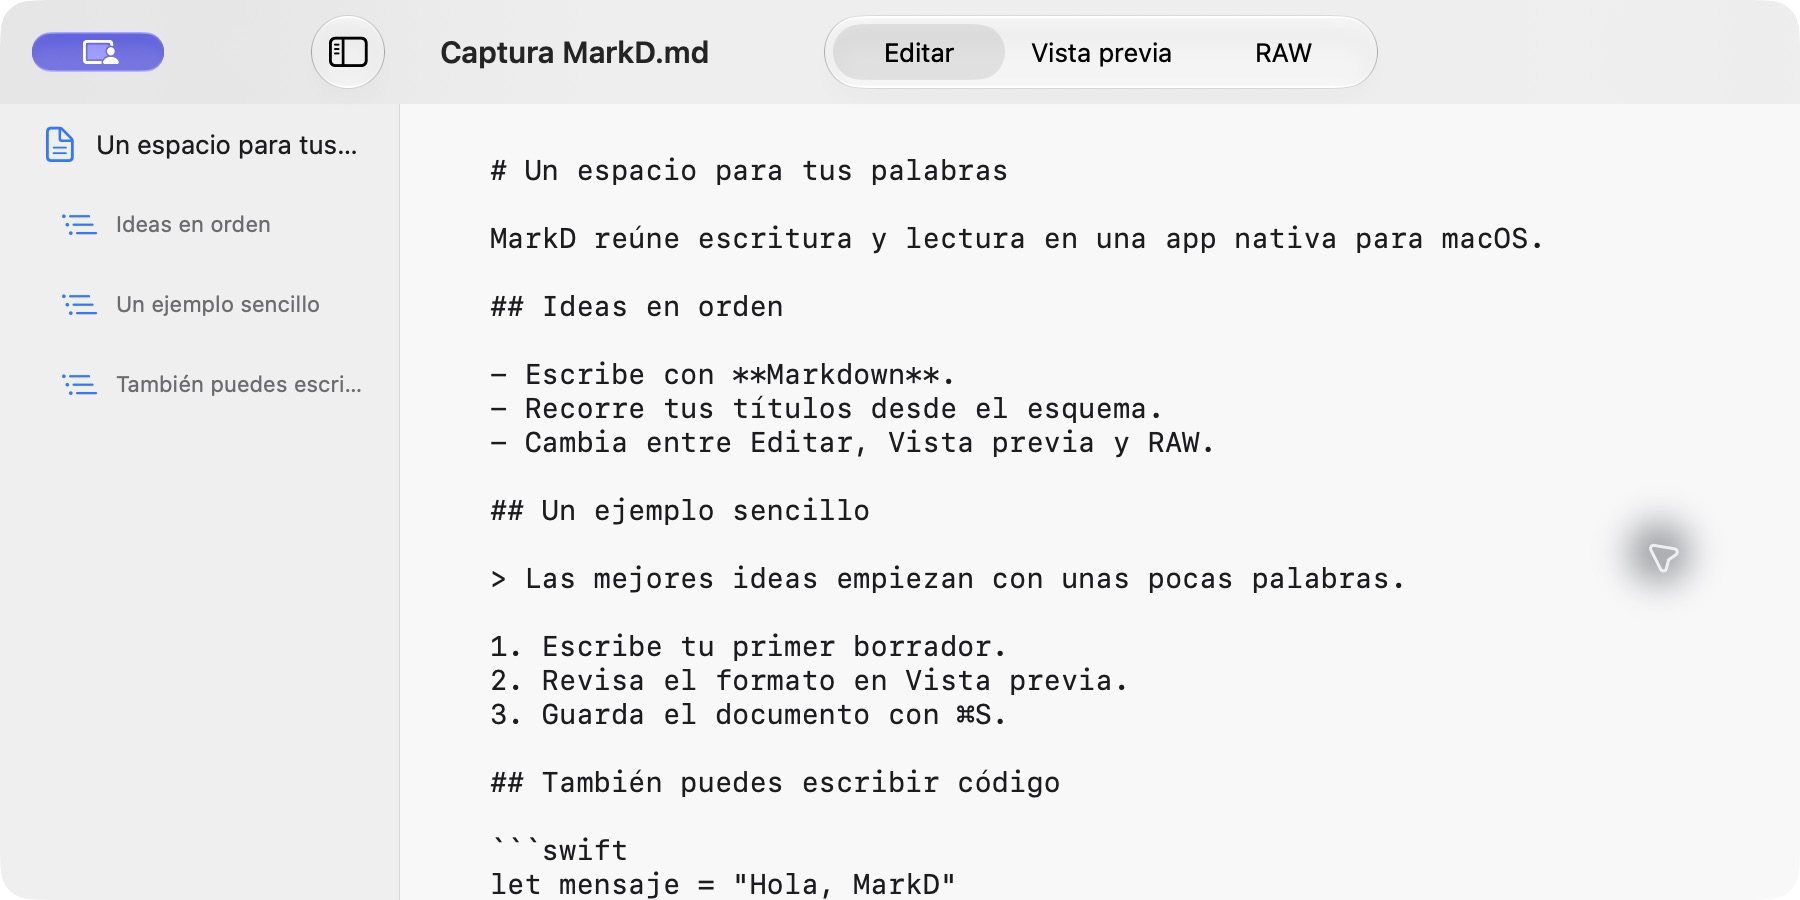 Captura MarkD.md
Editar
Vista previa
RAW
Un espacio para tus...
Ideas en orden
Un ejemplo sencillo
También puedes escri...
# Un espacio para tus palabras
MarkD reúne escritura y lectura en una app nativa para macOS.
## Ideas en orden
– Escribe con **Markdown**.
– Recorre tus títulos desde el esquema.
– Cambia entre Editar, Vista previa y RAW.
## Un ejemplo sencillo
> Las mejores ideas empiezan con unas pocas palabras.
1. Escribe tu primer borrador.
2. Revisa el formato en Vista previa.
3. Guarda el documento con ⌘S.
## También puedes escribir código
```swift
let mensaje = "Hola, MarkD"